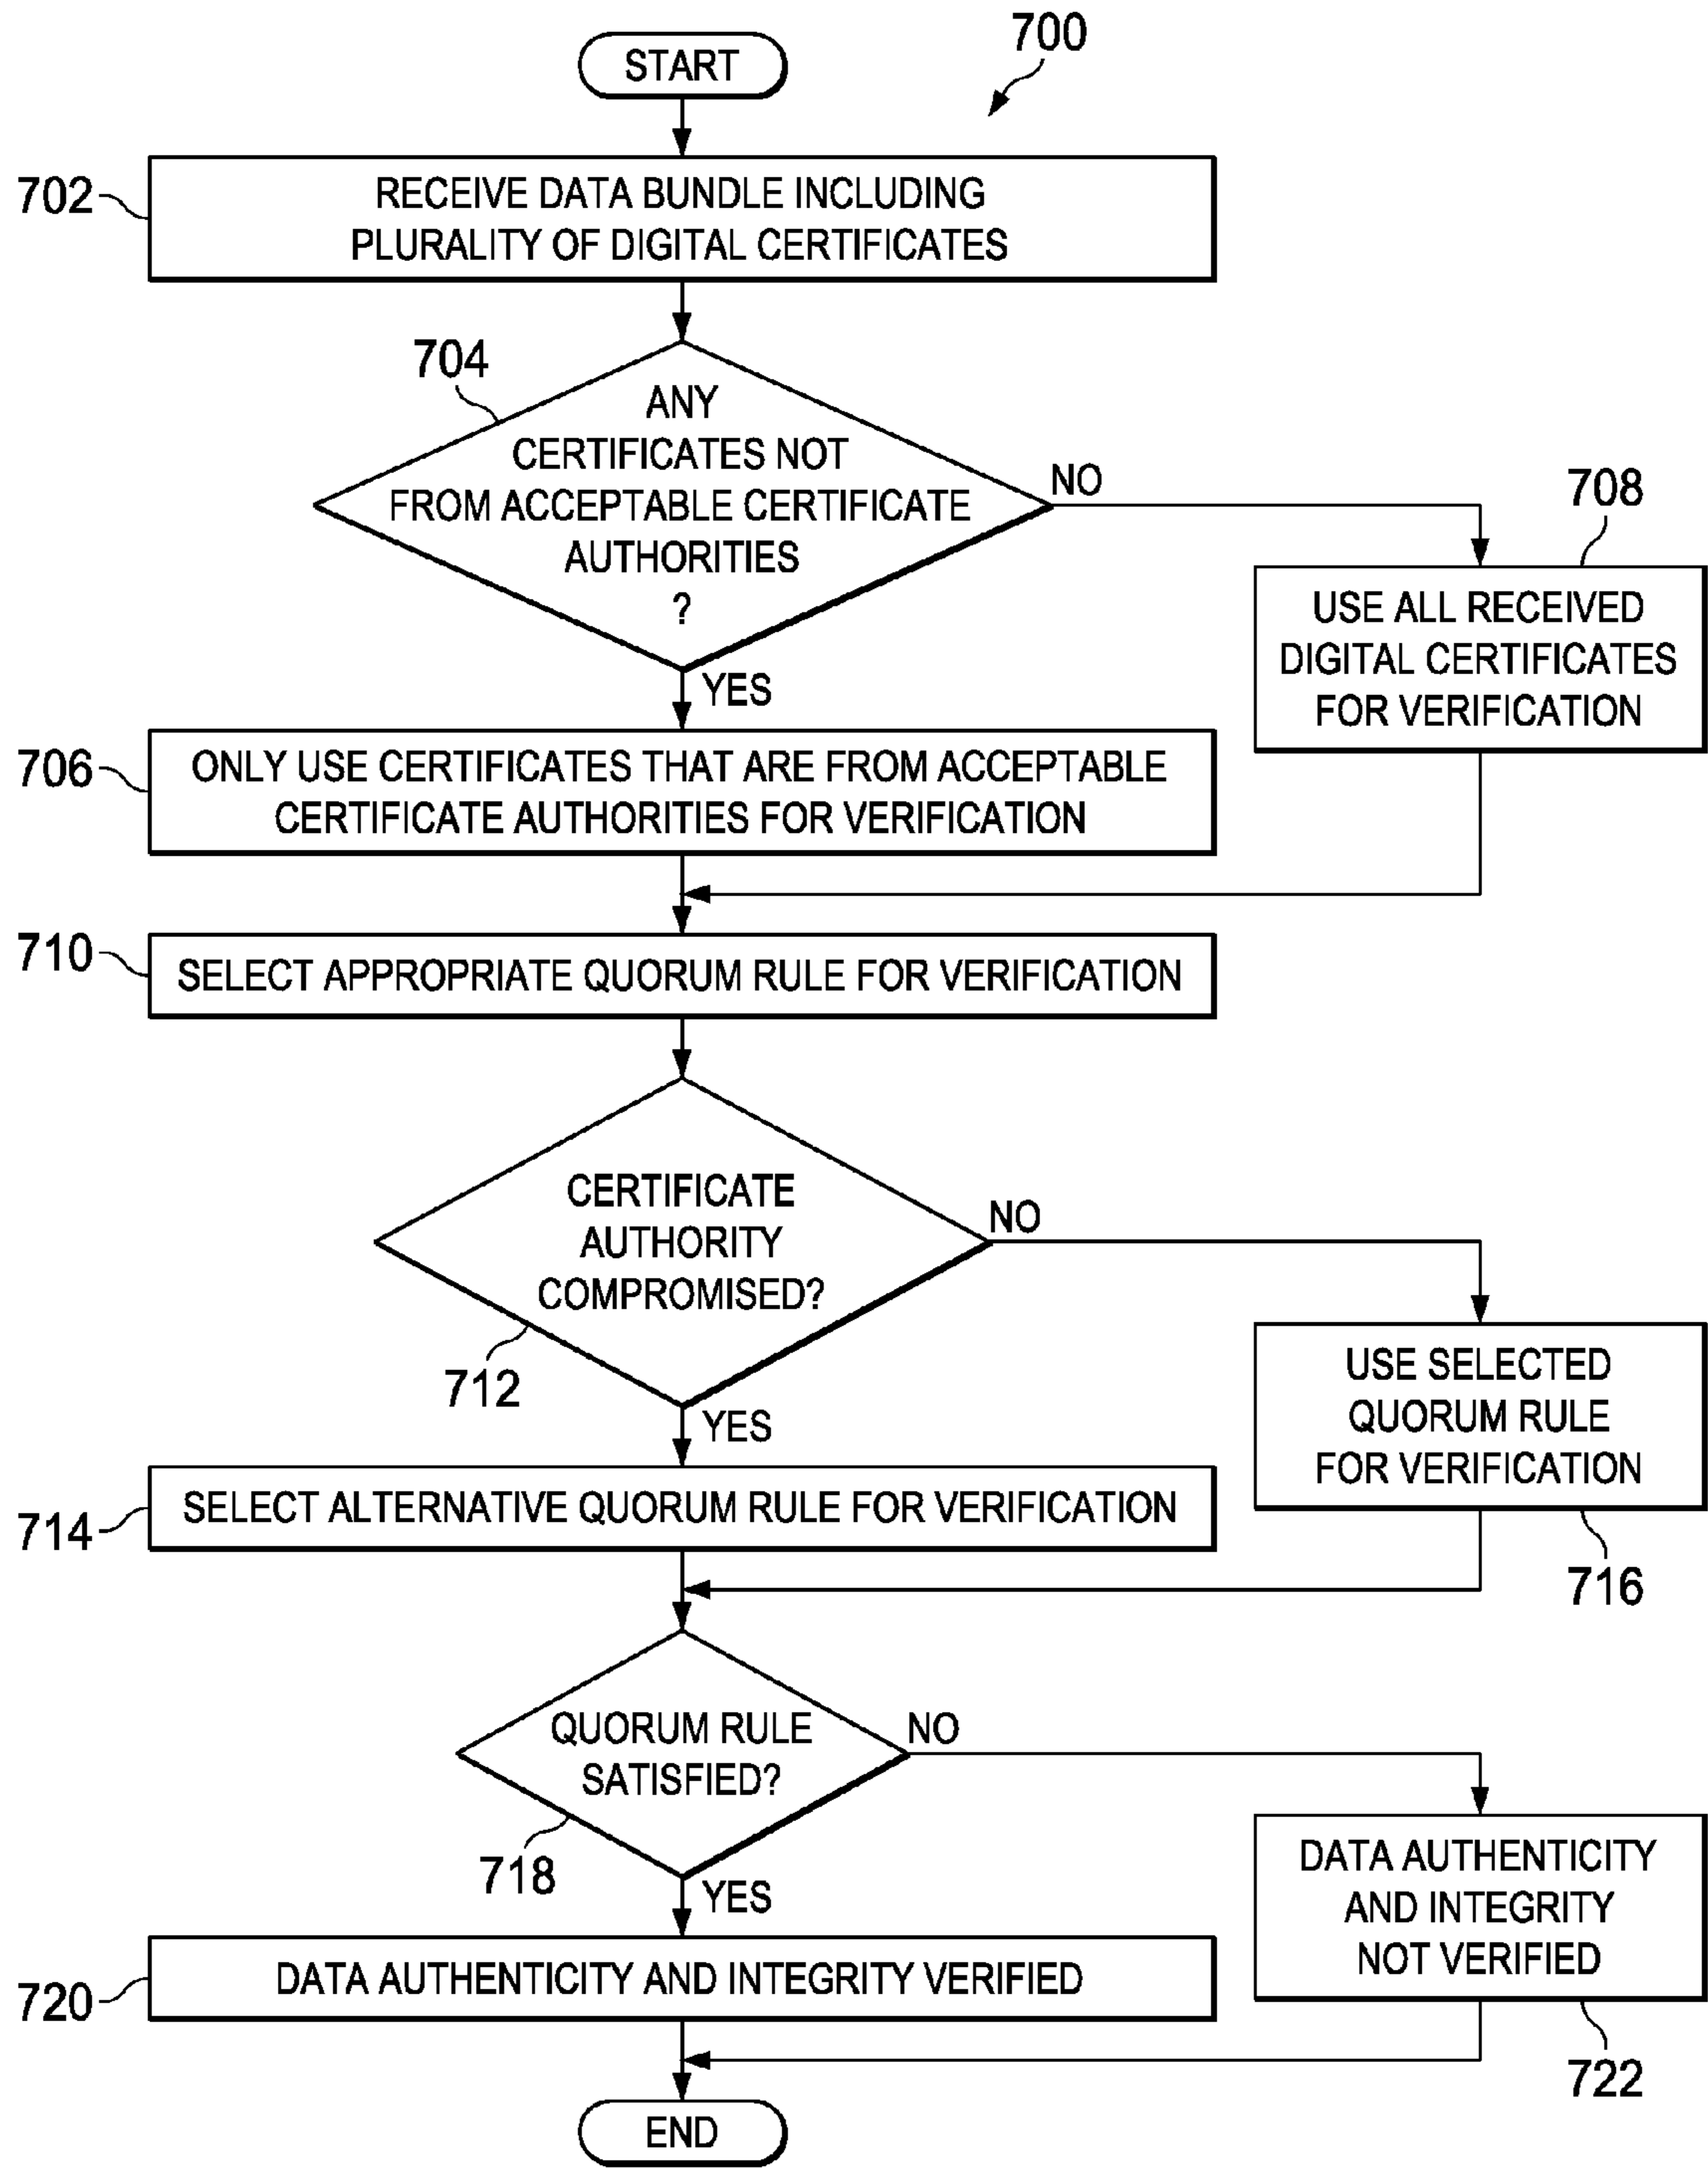 700
START
702
RECEIVE DATA BUNDLE INCLUDING
PLURALITY OF DIGITAL CERTIFICATES
704
ANY
CERTIFICATES NOT
FROM ACCEPTABLE CERTIFICATE
AUTHORITIES
?
NO
YES
708
USE ALL RECEIVED
DIGITAL CERTIFICATES
FOR VERIFICATION
706
ONLY USE CERTIFICATES THAT ARE FROM ACCEPTABLE
CERTIFICATE AUTHORITIES FOR VERIFICATION
710
SELECT APPROPRIATE QUORUM RULE FOR VERIFICATION
CERTIFICATE
AUTHORITY
COMPROMISED?
NO
712
YES
USE SELECTED
QUORUM RULE
FOR VERIFICATION
716
714
SELECT ALTERNATIVE QUORUM RULE FOR VERIFICATION
QUORUM RULE
SATISFIED?
NO
718
YES
DATA AUTHENTICITY
AND INTEGRITY
NOT VERIFIED
722
720
DATA AUTHENTICITY AND INTEGRITY VERIFIED
END